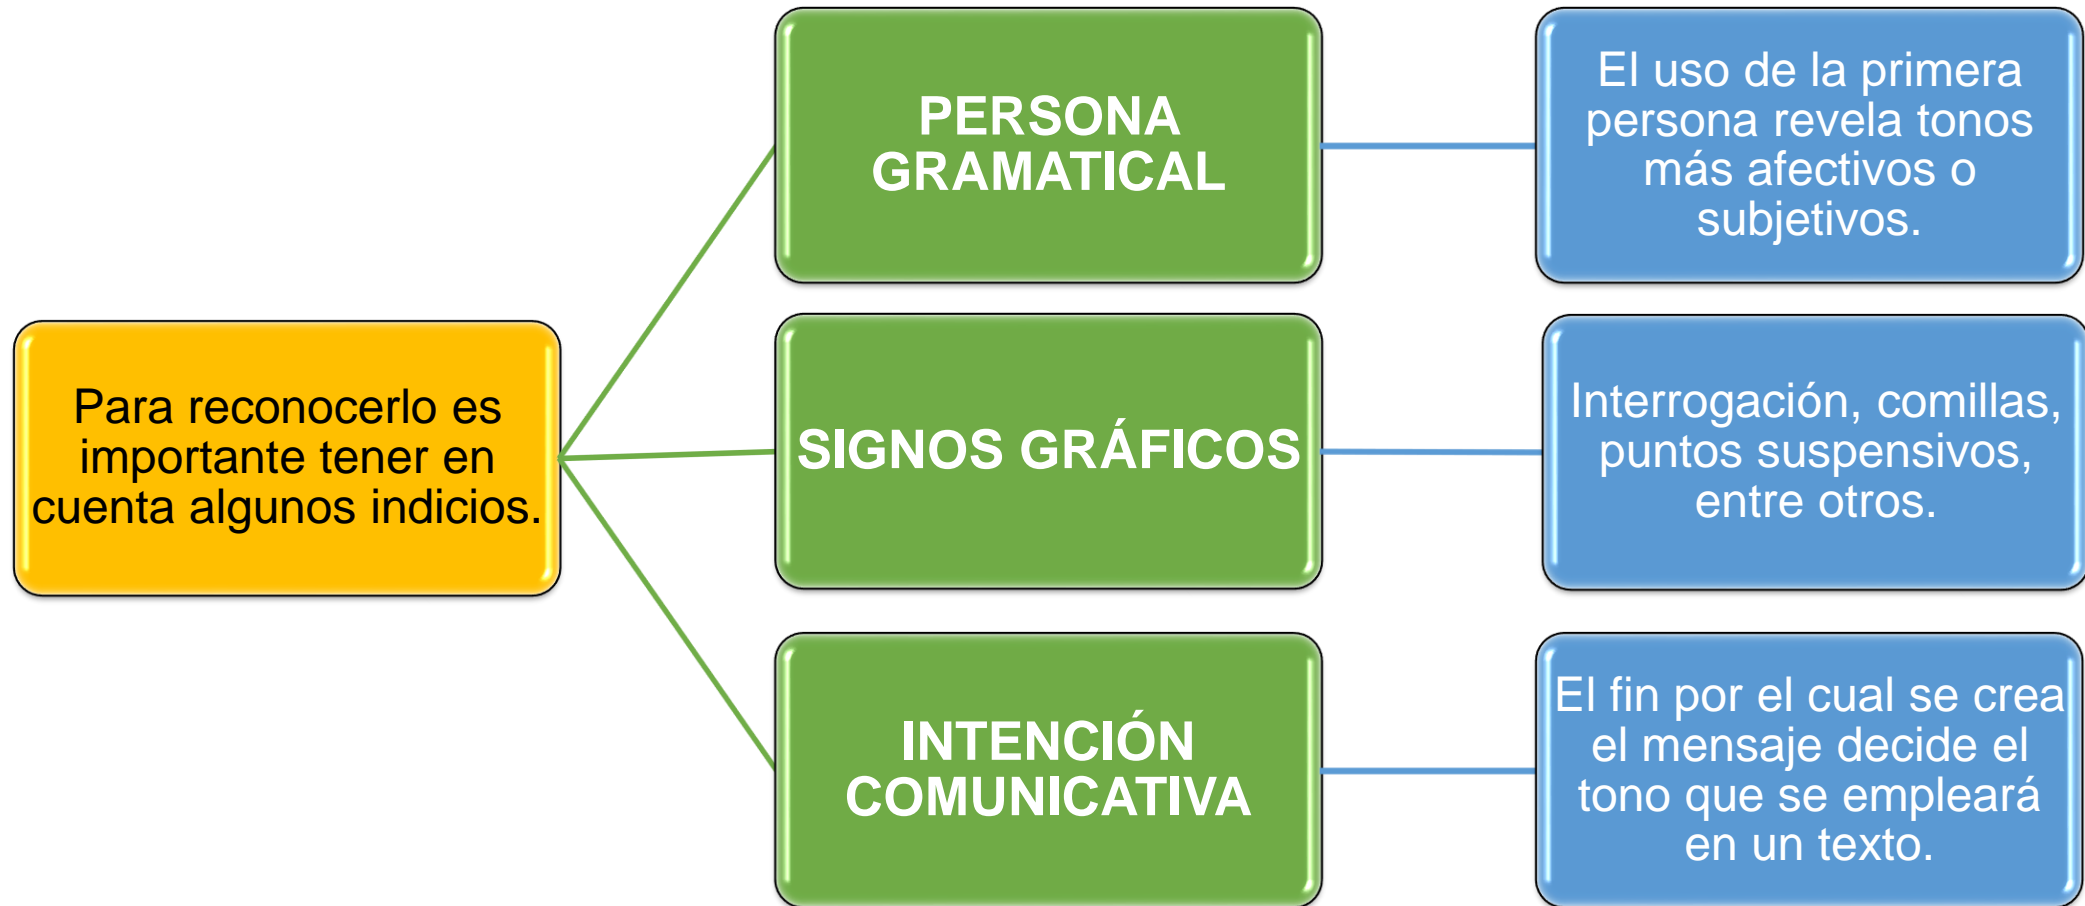 Para reconocerlo es
importante tener en
cuenta algunos indicios.
PERSONA
GRAMATICAL
El uso de la primera
persona revela tonos
más afectivos o
subjetivos.
SIGNOS GRÁFICOS
Interrogación, comillas,
puntos suspensivos,
entre otros.
INTENCIÓN
COMUNICATIVA
El fin por el cual se crea
el mensaje decide el
tono que se empleará
en un texto.